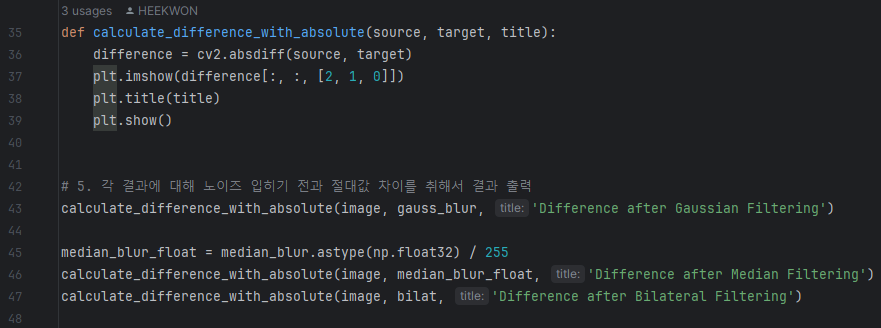 3 usages HEEKWON
35 def calculate_difference_with_absolute(source, target, title):
36 difference = cv2.absdiff(source, target)
37 plt.imshow(difference[:, :, [2, 1, 0]])
38 plt.title(title)
39 plt.show()
40
41
42 # 5. 각 결과에 대해 노이즈 입히기 전과 절대값 차이를 취해서 결과 출력
43 calculate_difference_with_absolute(image, gauss_blur, title: 'Difference after Gaussian Filtering')
44
45 median_blur_float = median_blur.astype(np.float32) / 255
46 calculate_difference_with_absolute(image, median_blur_float, title: 'Difference after Median Filtering')
47 calculate_difference_with_absolute(image, bilat, title: 'Difference after Bilateral Filtering')
48